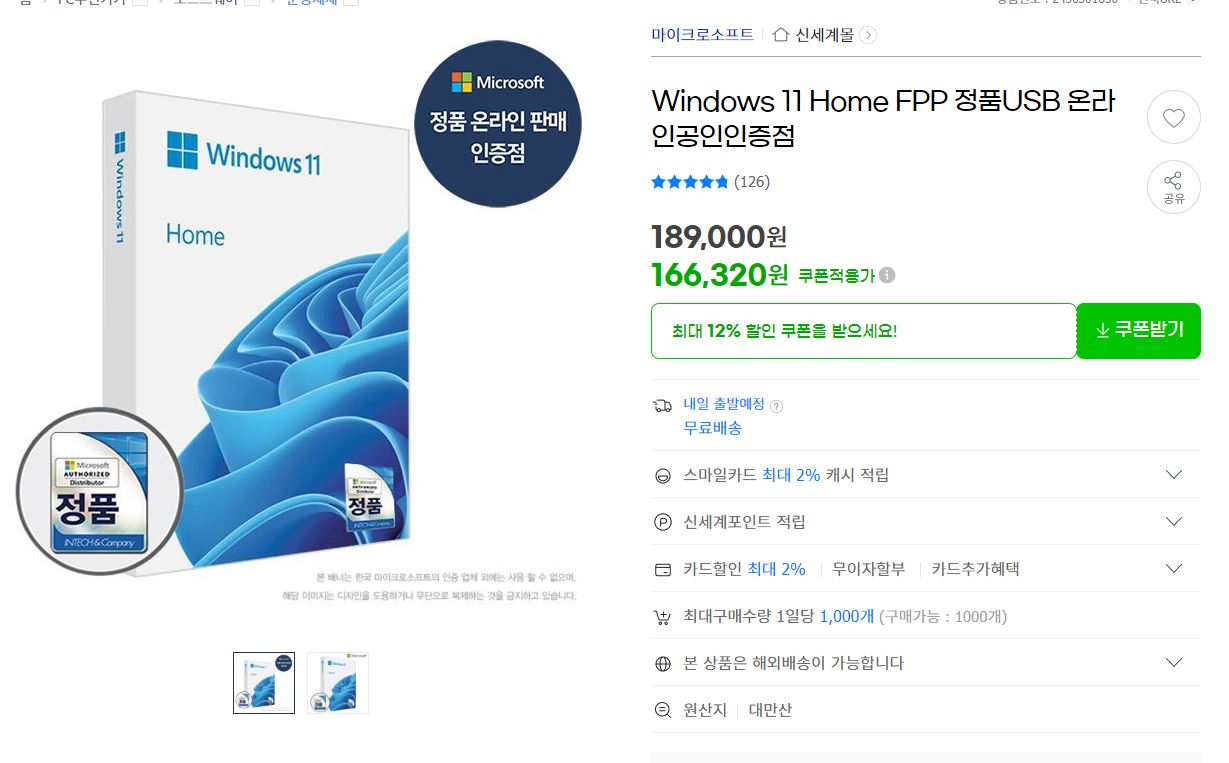 마이크로소프트
신세계몰
Windows 11 Home FPP 정품USB 온라
인공인인증점
(126)
공유
189,000원
166,320원 쿠폰적용가
최대 12% 할인 쿠폰을 받으세요!
쿠폰받기
내일 출발예정
무료배송
스마일카드 최대 2% 캐시 적립
신세계포인트 적립
카드할인 최대 2% 무이자할부 카드추가혜택
최대구매수량 1일당 1,000개 (구매가능 : 1000개)
본 상품은 해외배송이 가능합니다
원산지 대만산
Microsoft
정품 온라인 판매
인증점
Windows 11
Windows 11
Home
Microsoft
AUTHORIZED
Distributor
정품
INTECH & Company
Microsoft
AUTHORIZED
Distributor
정품
INTECH & Company
본 배너는 한국 마이크로소프트의 인증 업체 외에는 사용 할 수 없으며,
해당 이미지는 디자인을 도용하거나 무단으로 복제하는 것을 금지하고 있습니다.